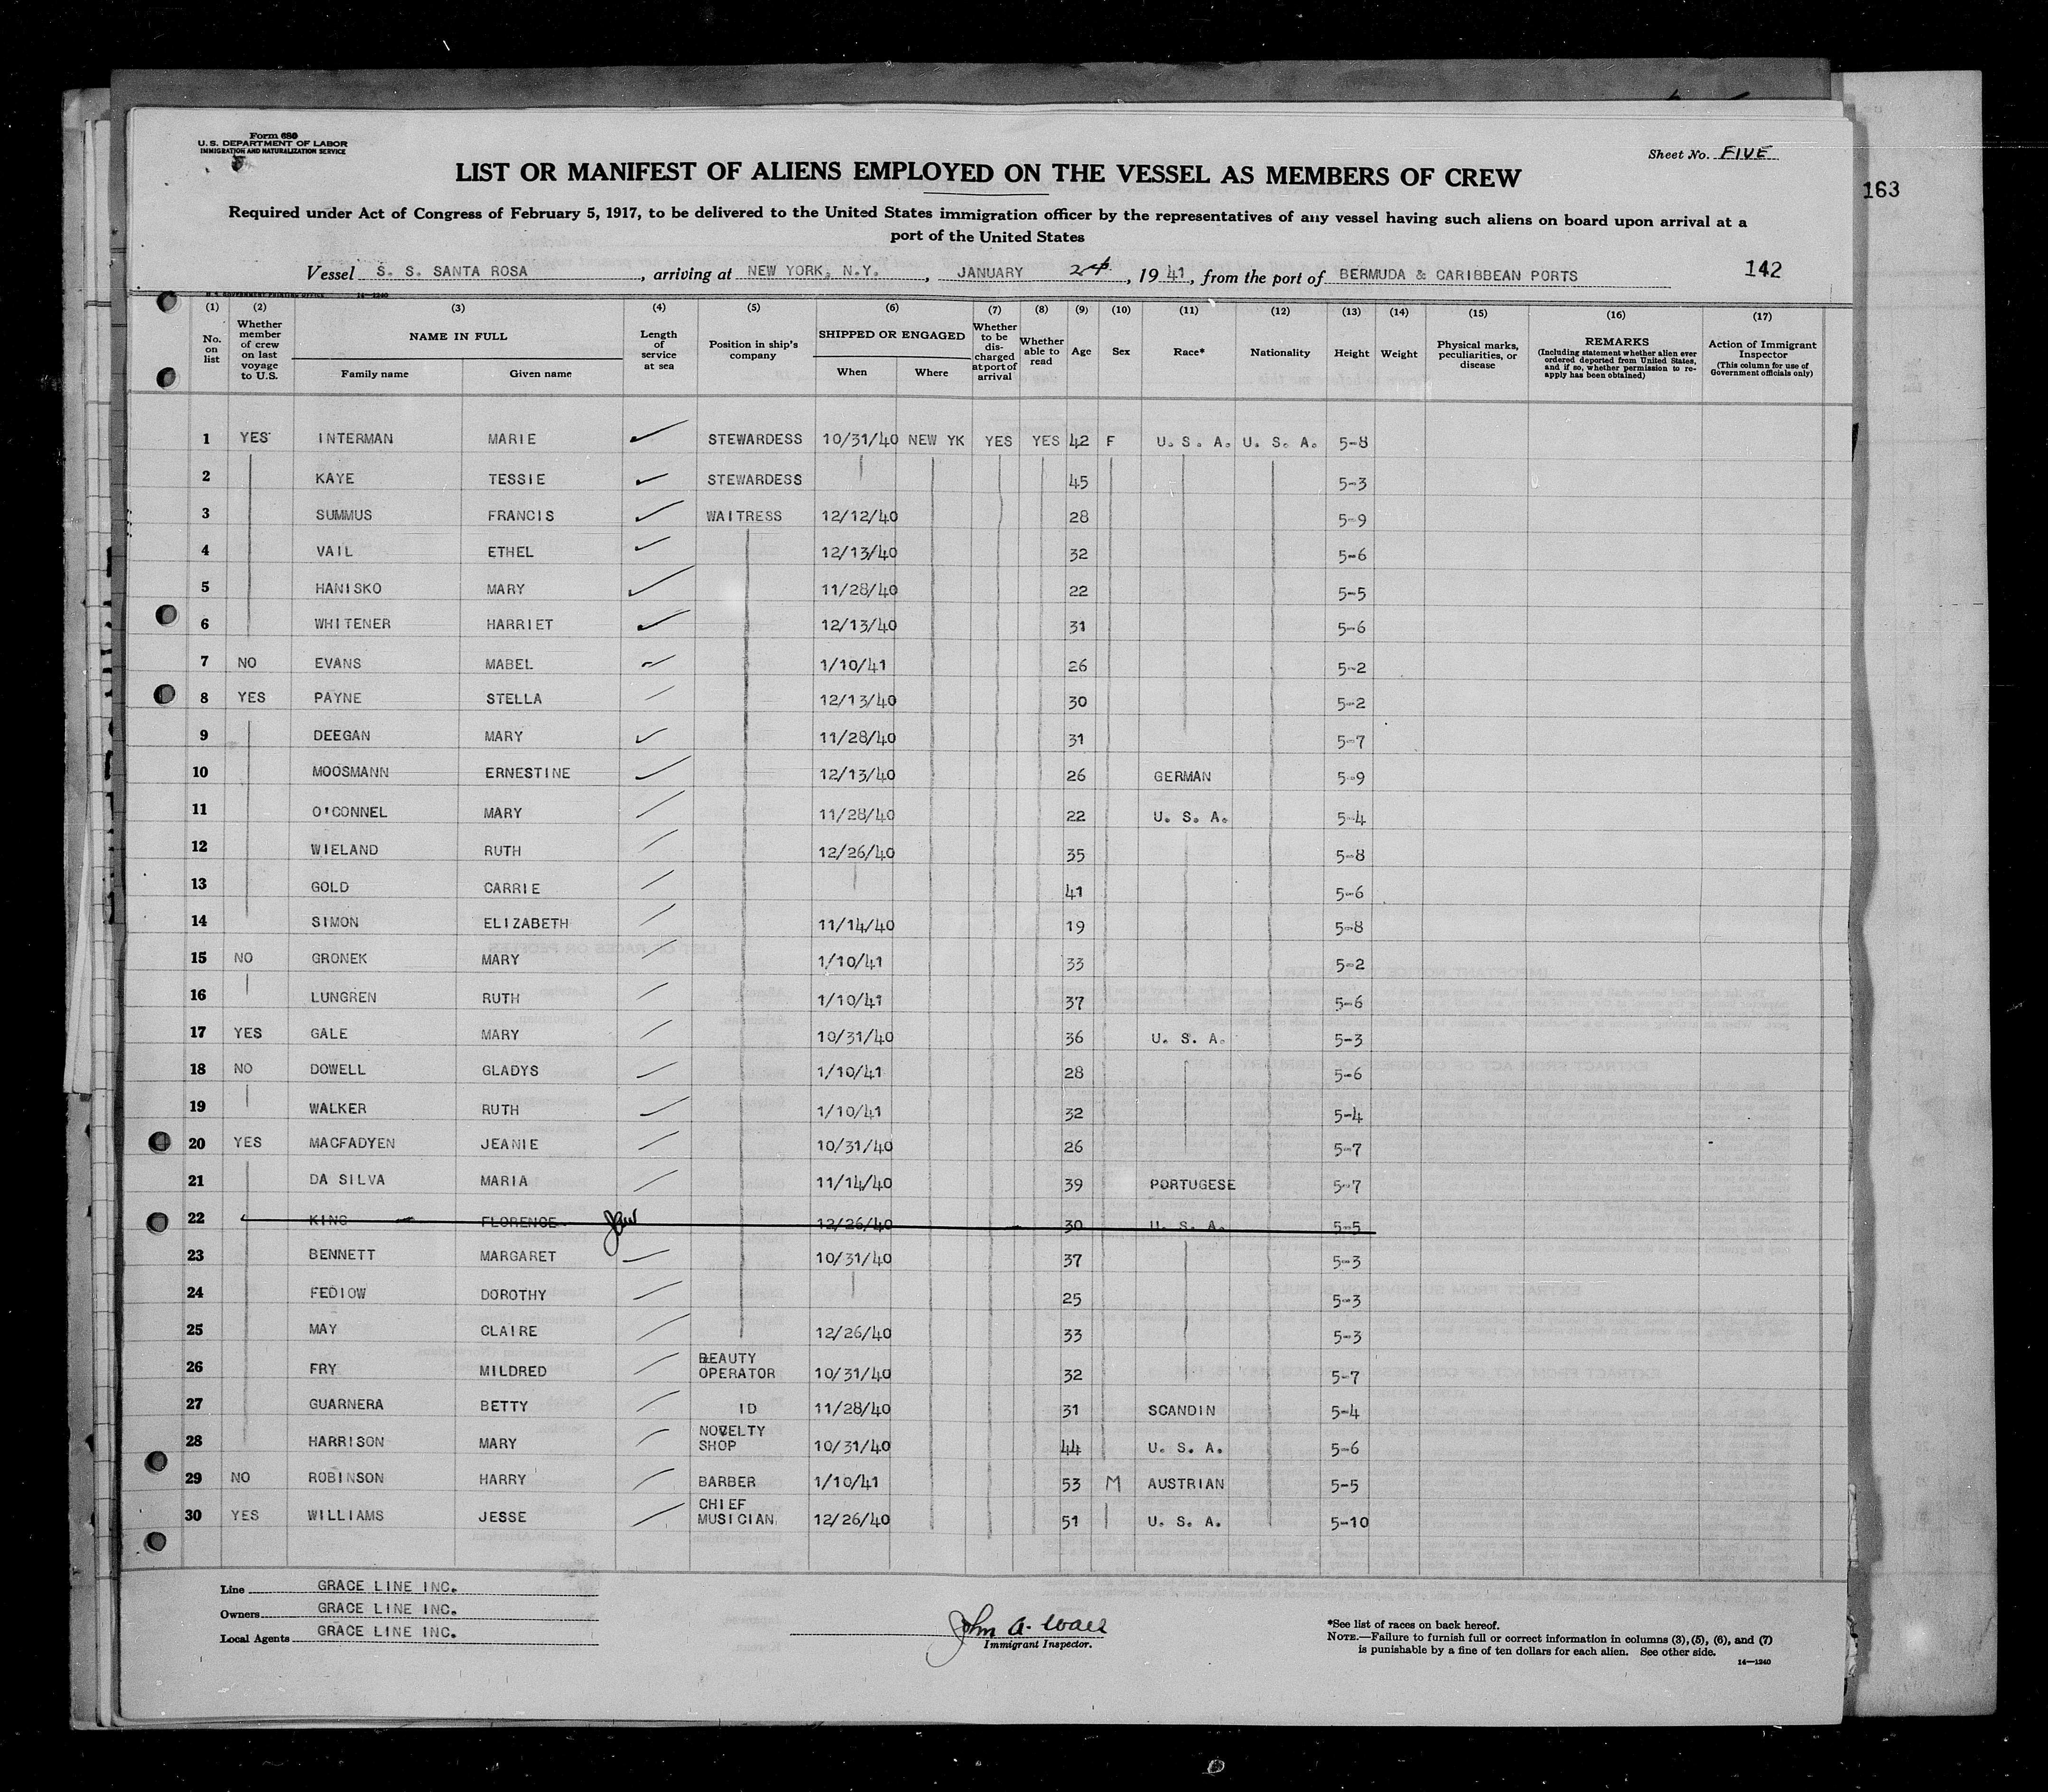 Form 680
U. S. DEPARTMENT OF LABOR
IMMIGRATION AND NATURALIZATION SERVICE
Sheet No. FIVE
LIST OR MANIFEST OF ALIENS EMPLOYED ON THE VESSEL AS MEMBERS OF CREW
163
Required under Act of Congress of February 5, 1917, to be delivered to the United States immigration officer by the representatives of any vessel having such aliens on board upon arrival at a
port of the United States
Vessel S. S. SANTA ROSA, arriving at NEW YORK, N.Y., JANUARY , 1941, from the port of BERMUDA & CARIBBEAN PORTS 142
U. S. GOVERNMENT PRINTING OFFICE 14—1240
(1) (2) (3) (4) (5) (6) (7) (8) (9) (10) (11) (12) (13) (14) (15) (16) (17)
No. on list
Whether member of crew on last voyage to U.S.
NAME IN FULL
Family name Given name
Length of service at sea
Position in ship's company
SHIPPED OR ENGAGED
When Where
Whether to be discharged at port of arrival
Whether able to read
Age
Sex
Race*
Nationality
Height
Weight
Physical marks, peculiarities, or disease
REMARKS
(Including statement whether alien ever ordered deported from United States, and if so, whether permission to reapply has been obtained)
Action of Immigrant Inspector
(This column for use of Government officials only)
1 YES INTERMAN MARIE STEWARDESS 10/31/40 NEW YK YES YES 42 F U. S. A. U. S. A. 5-8
2 KAYE TESSIE STEWARDESS 45 5-3
3 SUMMUS FRANCIS WAITRESS 12/12/40 28 5-9
4 VAIL ETHEL 12/13/40 32 5-6
5 HANISKO MARY 11/28/40 22 5-5
6 WHITENER HARRIET 12/13/40 31 5-6
7 NO EVANS MABEL 1/10/41 26 5-2
8 YES PAYNE STELLA 12/13/40 30 5-2
9 DEEGAN MARY 11/28/40 31 5-7
10 MOOSMANN ERNESTINE 12/13/40 26 GERMAN 5-9
11 O'CONNEL MARY 11/28/40 22 U. S. A. 5-4
12 WIELAND RUTH 12/26/40 35 5-8
13 GOLD CARRIE 41 5-6
14 SIMON ELIZABETH 11/14/40 19 5-8
15 NO GRONEK MARY 1/10/41 33 5-2
16 LUNGREN RUTH 1/10/41 37 5-6
17 YES GALE MARY 10/31/40 36 U. S. A. 5-3
18 NO DOWELL GLADYS 1/10/41 28 5-6
19 WALKER RUTH 1/10/41 32 5-4
20 YES MACFADYEN JEANIE 10/31/40 26 5-7
21 DA SILVA MARIA 11/14/40 39 PORTUGESE 5-7
22 KING FLORENCE 12/26/40 30 U. S. A. 5-5
23 BENNETT MARGARET 10/31/40 37 5-3
24 FEDIOW DOROTHY 25 5-3
25 MAY CLAIRE 12/26/40 33 5-3
26 FRY MILDRED BEAUTY OPERATOR 10/31/40 32 5-7
27 GUARNERA BETTY ID 11/28/40 31 SCANDIN 5-4
28 HARRISON MARY NOVELTY SHOP 10/31/40 44 U. S. A. 5-6
29 NO ROBINSON HARRY BARBER 1/10/41 53 M AUSTRIAN 5-5
30 YES WILLIAMS JESSE CHIEF MUSICIAN 12/26/40 51 U. S. A. 5-10
Line GRACE LINE INC.
Owners GRACE LINE INC.
Local Agents GRACE LINE INC.
John A. Waee
Immigrant Inspector.
*See list of races on back hereof.
NOTE.—Failure to furnish full or correct information in columns (3), (5), (6), and (7)
is punishable by a fine of ten dollars for each alien. See other side.
14—1240